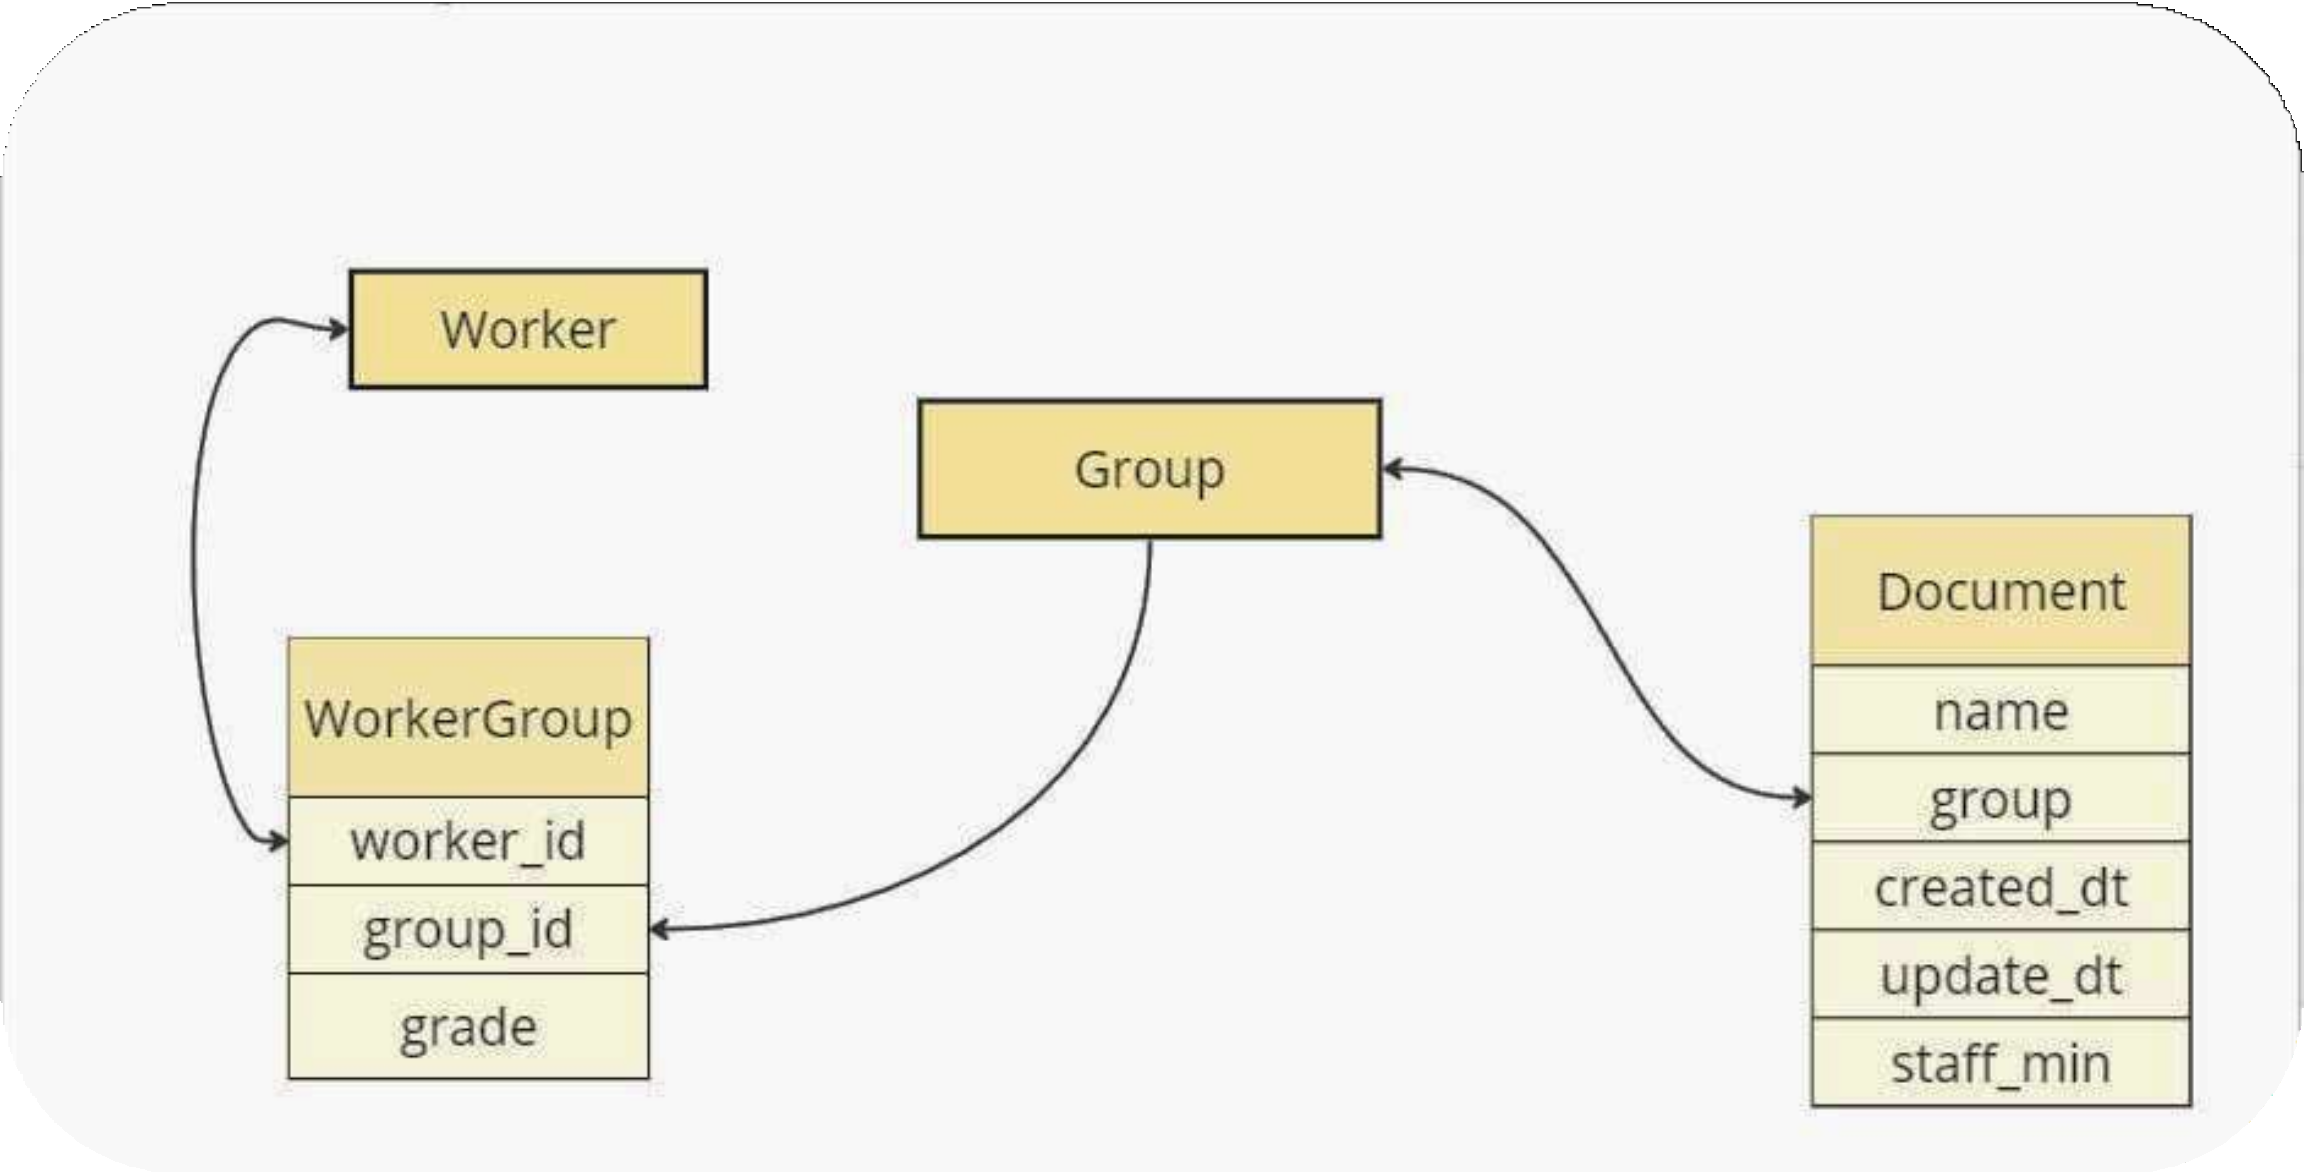 Worker
Group
Document
name
group
created_dt
update_dt
staff_min
WorkerGroup
worker_id
group_id
grade